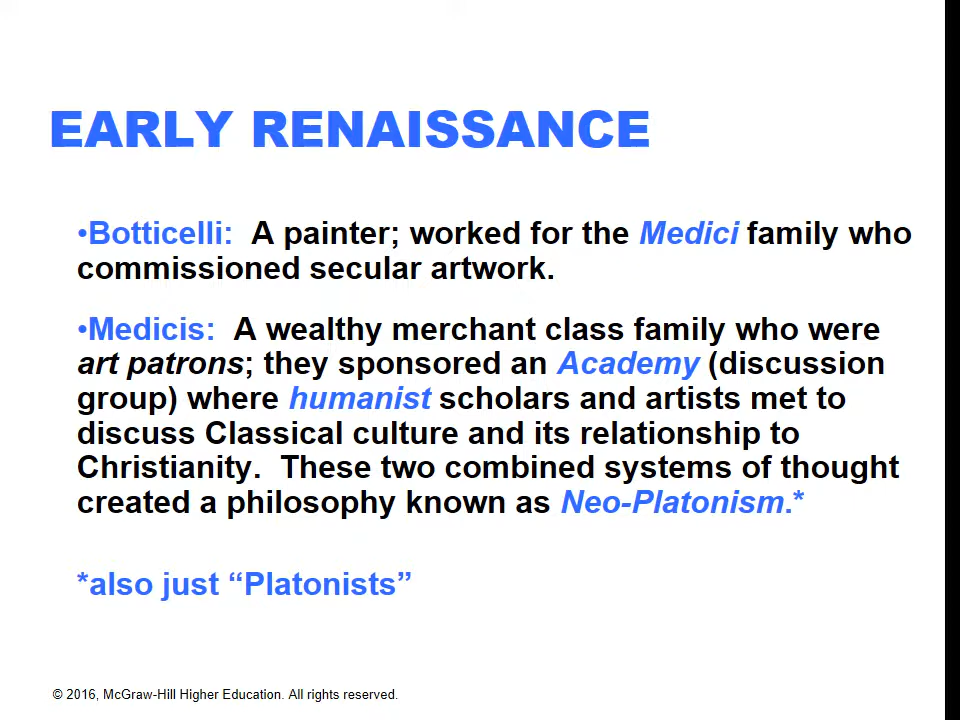 EARLY RENAISSANCE
•Botticelli: A painter; worked for the Medici family who
commissioned secular artwork.
•Medicis: A wealthy merchant class family who were
art patrons; they sponsored an Academy (discussion
group) where humanist scholars and artists met to
discuss Classical culture and its relationship to
Christianity. These two combined systems of thought
created a philosophy known as Neo-Platonism.*
*also just “Platonists”
© 2016, McGraw-Hill Higher Education. All rights reserved.